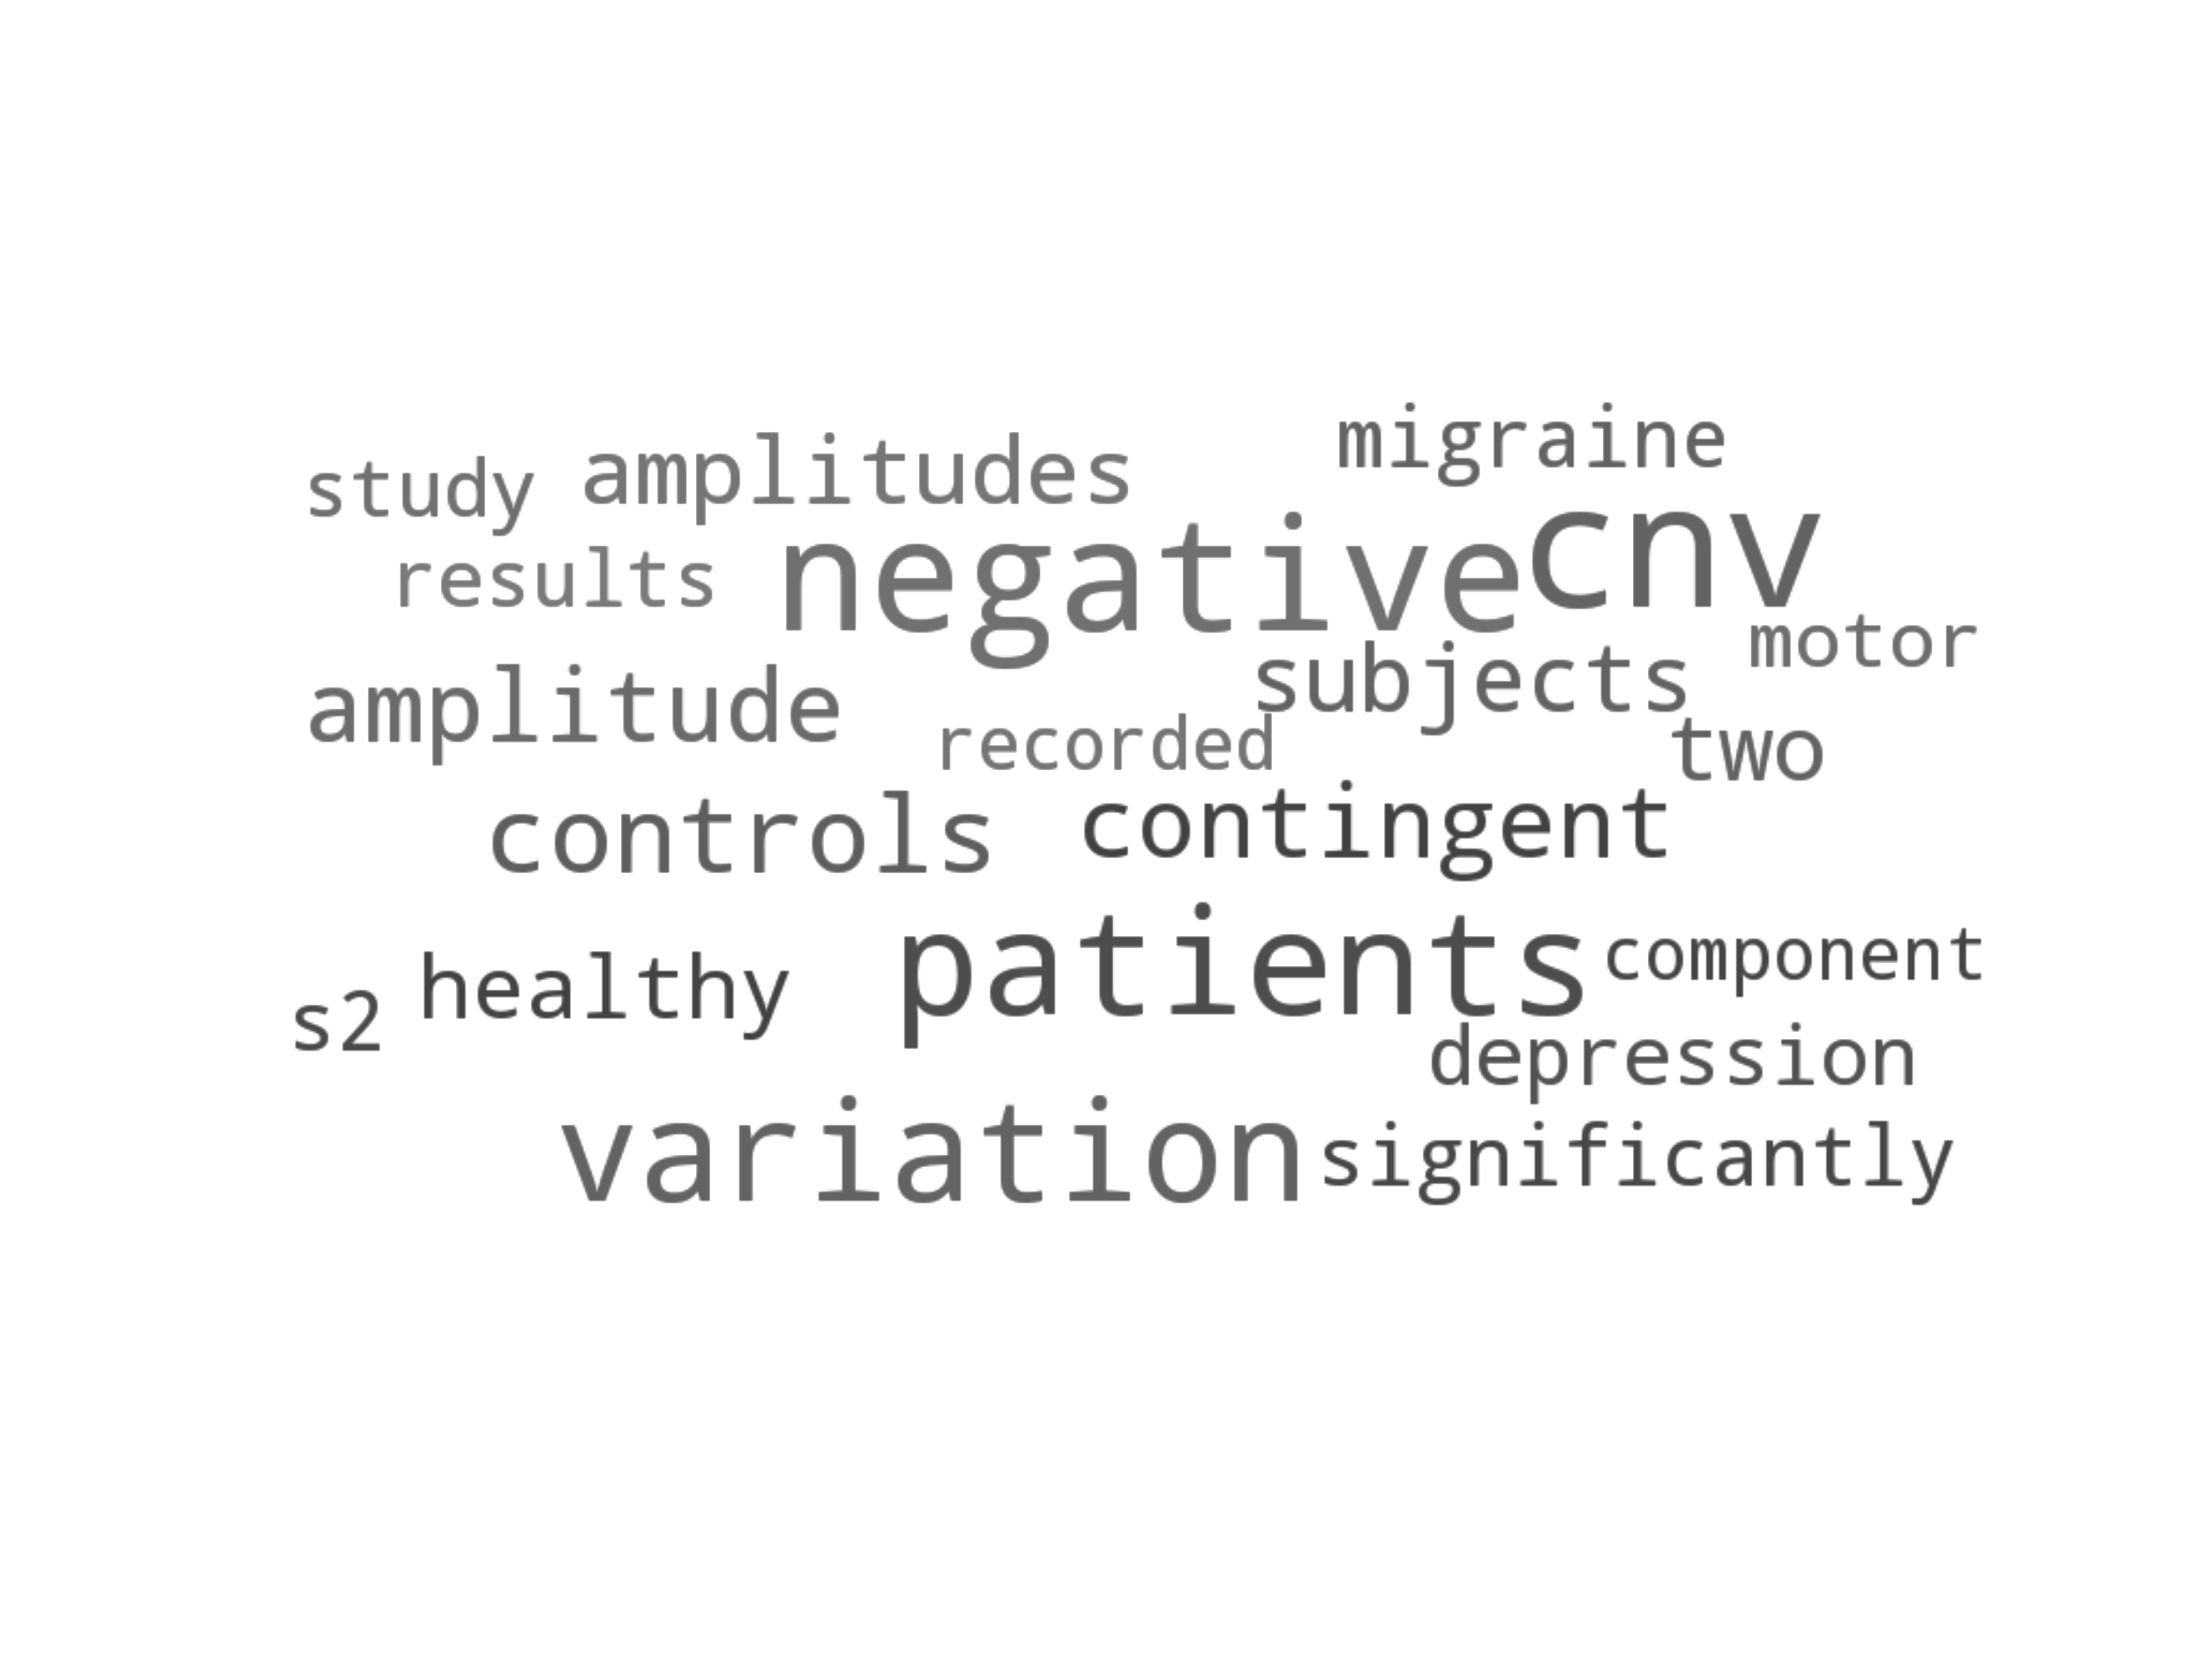 migraine
study amplitudes
negative cnv
results
motor
amplitude subjects
recorded two
controls contingent
patients component
s2 healthy
depression
variation significantly